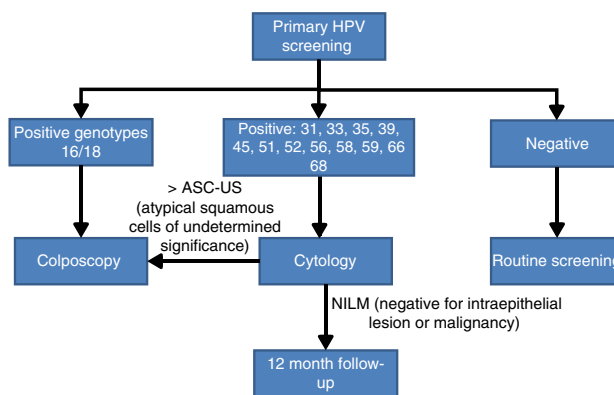 Primary HPV
screening
Positive genotypes
16/18
Positive: 31, 33, 35, 39,
45, 51, 52, 56, 58, 59, 66
68
Negative
> ASC-US
(atypical squamous
cells of undetermined
significance)
Colposcopy
Cytology
Routine screening
NILM (negative for intraepithelial
lesion or malignancy)
12 month follow-
up